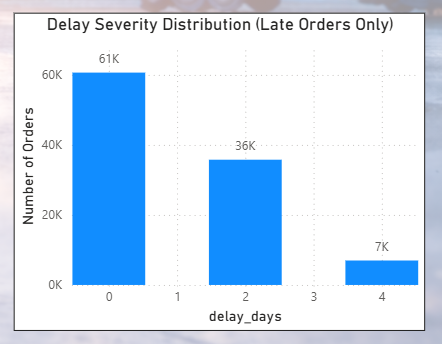 Delay Severity Distribution (Late Orders Only)
61K
60K
40K
36K
20K
7K
0K
Number of Orders
0 1 2 3 4
delay_days